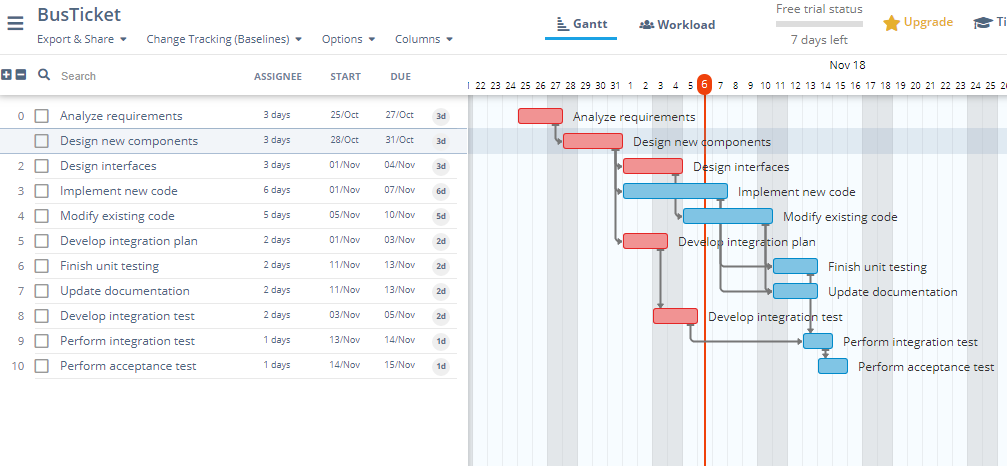 BusTicket
Export & Share Change Tracking (Baselines) Options Columns
Gantt Workload
Free trial status
7 days left
Upgrade
Search ASSIGNEE START DUE
Nov 18
22 23 24 25 26 27 28 29 30 31 1 2 3 4 5 6 7 8 9 10 11 12 13 14 15 16 17 18 19 20 21 22 23 24 25
0 Analyze requirements 3 days 25/Oct 27/Oct 3d Analyze requirements
Design new components 3 days 28/Oct 31/Oct 3d Design new components
2 Design interfaces 3 days 01/Nov 04/Nov 3d Design interfaces
3 Implement new code 6 days 01/Nov 07/Nov 6d Implement new code
4 Modify existing code 5 days 05/Nov 10/Nov 5d Modify existing code
5 Develop integration plan 2 days 01/Nov 03/Nov 2d Develop integration plan
6 Finish unit testing 2 days 11/Nov 13/Nov 2d Finish unit testing
7 Update documentation 2 days 11/Nov 13/Nov 2d Update documentation
8 Develop integration test 2 days 03/Nov 05/Nov 2d Develop integration test
9 Perform integration test 1 days 13/Nov 14/Nov 1d Perform integration test
10 Perform acceptance test 1 days 14/Nov 15/Nov 1d Perform acceptance test